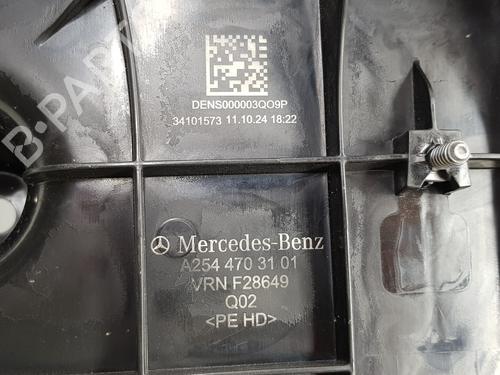 DENS000003QO9P
34101573 11.10.24 18:22
B-PARTS
Mercedes-Benz
A254 470 31 01
VRN F28649
Q02
<PE HD>